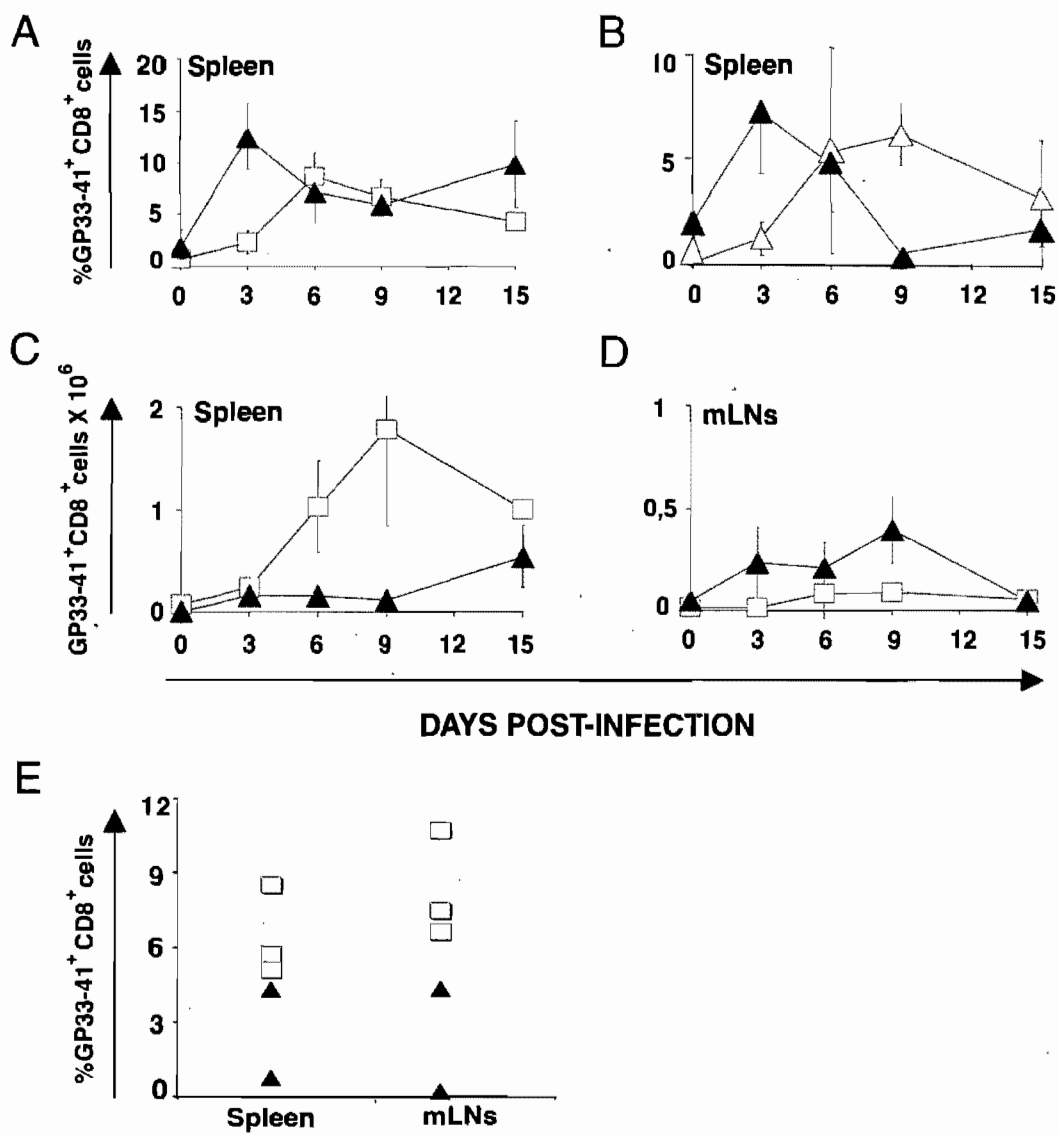 A
%GP33-41+ CD8+ cells
20
15
10
5
0
Spleen
0 3 6 9 12 15
B
10
5
0
Spleen
0 3 6 9 12 15
C
GP33-41+CD8+cells X 10⁶
2
1
0
Spleen
0 3 6 9 12 15
D
1
0,5
0
mLNs
0 3 6 9 12 15
DAYS POST-INFECTION
E
%GP33-41+ CD8+ cells
12
9
6
3
0
Spleen mLNs